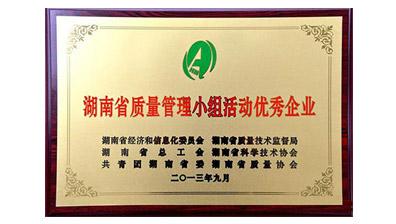 湖南省质量管理小组活动优秀企业
湖南省经济和信息化委员会 湖南省质量技术监督局
湖南省总工会 湖南省科学技术协会
共青团湖南省委 湖南省质量协会
二〇一三年九月